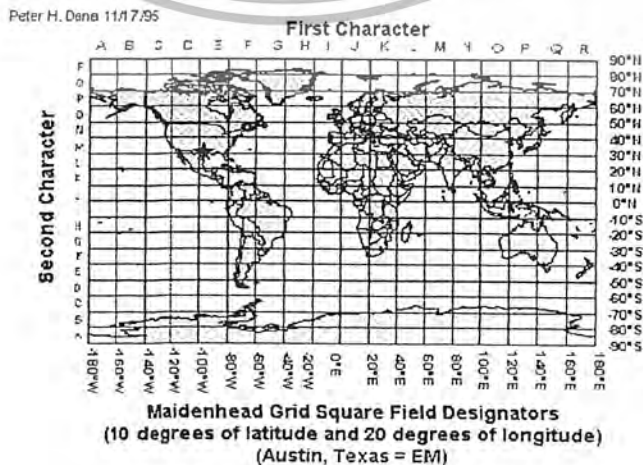 Peter H. Dana 11/17/95
First Character
A B C D E F G H I J K L M N O P Q R
Second Character
90°N
80°N
70°N
60°N
50°N
40°N
30°N
20°N
10°N
0°N
-10°S
-20°S
-30°S
-40°S
-50°S
-60°S
-70°S
-80°S
-90°S
-180°W
-160°W
-140°W
-120°W
-100°W
-80°W
-60°W
-40°W
-20°W
0°E
20°E
40°E
60°E
80°E
100°E
120°E
140°E
160°E
180°E
Maidenhead Grid Square Field Designators
(10 degrees of latitude and 20 degrees of longitude)
(Austin, Texas = EM)